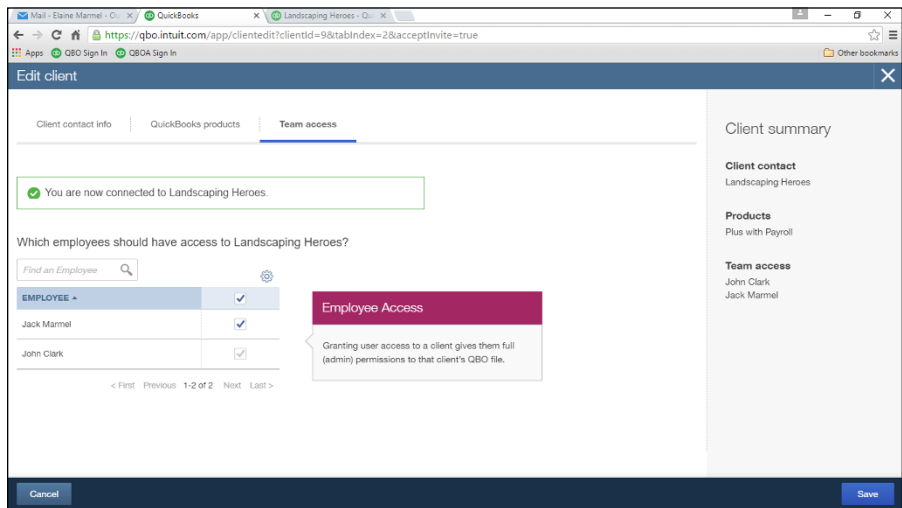 Mail - Elaine Marmel - Ou
QuickBooks
Landscaping Heroes - Qui
https://qbo.intuit.com/app/clientedit?clientId=9&tabIndex=2&acceptInvite=true
Apps QBO Sign In QBOA Sign In Other bookmarks
Edit client
Client contact info QuickBooks products Team access
You are now connected to Landscaping Heroes.
Which employees should have access to Landscaping Heroes?
Find an Employee
EMPLOYEE
Jack Marmel
John Clark
< First Previous 1-2 of 2 Next Last >
Employee Access
Granting user access to a client gives them full
(admin) permissions to that client's QBO file.
Client summary
Client contact
Landscaping Heroes
Products
Plus with Payroll
Team access
John Clark
Jack Marmel
Cancel
Save